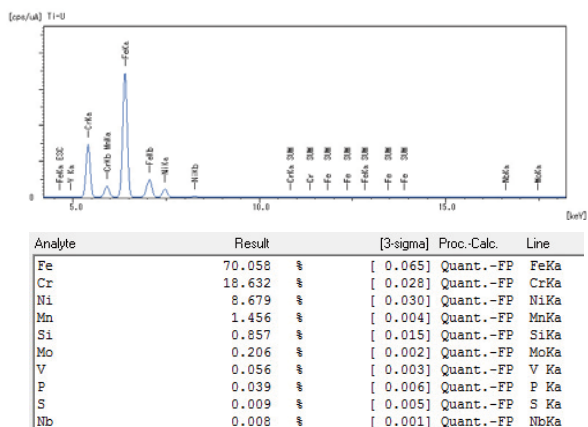 [cps/uA] Ti-U
FeKa ESC
V Ka
CrKa
CrKb MnKa
FeKa
FeKb
NiKa
NiKb
CrKa SUM
Cr SUM
Fe SUM
Fe SUM
FeKa SUM
Fe SUM
Fe SUM
NbKa
MoKa
0
5.0 10.0 15.0
[keV]
Analyte Result [3-sigma] Proc.-Calc. Line
Fe 70.058 % [ 0.065] Quant.-FP FeKa
Cr 18.632 % [ 0.028] Quant.-FP CrKa
Ni 8.679 % [ 0.030] Quant.-FP NiKa
Mn 1.456 % [ 0.004] Quant.-FP MnKa
Si 0.857 % [ 0.015] Quant.-FP SiKa
Mo 0.206 % [ 0.002] Quant.-FP MoKa
V 0.056 % [ 0.003] Quant.-FP V Ka
P 0.039 % [ 0.006] Quant.-FP P Ka
S 0.009 % [ 0.005] Quant.-FP S Ka
Nb 0.008 % [ 0.001] Quant.-FP NbKa